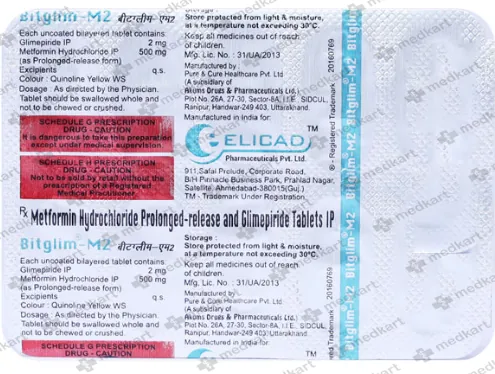 Bitglim-M2 बीटग्लीम-एम२
Each uncoated bilayered tablet contains:
Glimepiride IP 2 mg
Metformin Hydrochloride IP 500 mg
(as Prolonged-release form)
Excipients q.s.
Colour : Quinoline Yellow WS
Dosage : As directed by the Physician.
Tablet should be swallowed whole and
not to be chewed or crushed.
SCHEDULE G PRESCRIPTION
DRUG - CAUTION
It is dangerous to take this preparation
except under medical supervision
SCHEDULE H PRESCRIPTION
DRUG - CAUTION
Not to be sold by retail without the
prescription of a Registered
Medical Practitioner
Store protected from light & moisture,
at a temperature not exceeding 30°C.
Keep all medicines out of reach
of children.
Mfg. Lic. No. : 31/UA/2013
Manufactured by :
Pure & Cure Healthcare Pvt. Ltd.
(A subsidiary of
Akums Drugs & Pharmaceuticals Ltd.)
Plot No. 26A, 27-30, Sector-8A, I.I.E., SIDCUL,
Ranipur, Haridwar-249 403, Uttarakhand.
Manufactured in India for:
ELICAD TM
Pharmaceuticals Pvt. Ltd.
911, Safal Prelude, Corporate Road,
B/H Pinnacle Business Park, Prahlad Nagar,
Satellite, Ahmedabad-380015(Guj.)
TM - Trademark Under Registration.
® - Registered Trademark
20160769
Bitglim-M2
Rx Metformin Hydrochloride Prolonged-release and Glimepiride Tablets IP
Bitglim-M2 बीटग्लीम-एम२
Each uncoated bilayered tablet contains:
Glimepiride IP 2 mg
Metformin Hydrochloride IP 500 mg
(as Prolonged-release form)
Excipients q.s.
Colour : Quinoline Yellow WS
Dosage : As directed by the Physician.
Tablet should be swallowed whole and
not to be chewed or crushed.
SCHEDULE G PRESCRIPTION
DRUG - CAUTION
Storage :
Store protected from light & moisture,
at a temperature not exceeding 30°C.
Keep all medicines out of reach
of children.
Mfg. Lic. No. : 31/UA/2013
Manufactured by :
Pure & Cure Healthcare Pvt. Ltd.
(A subsidiary of
Akums Drugs & Pharmaceuticals Ltd.)
Plot No. 26A, 27-30, Sector-8A, I.I.E., SIDCUL,
Ranipur, Haridwar-249 403, Uttarakhand.
Manufactured in India for:
TM
Registered Trademark
20160769
Bitglim-M2
medkart